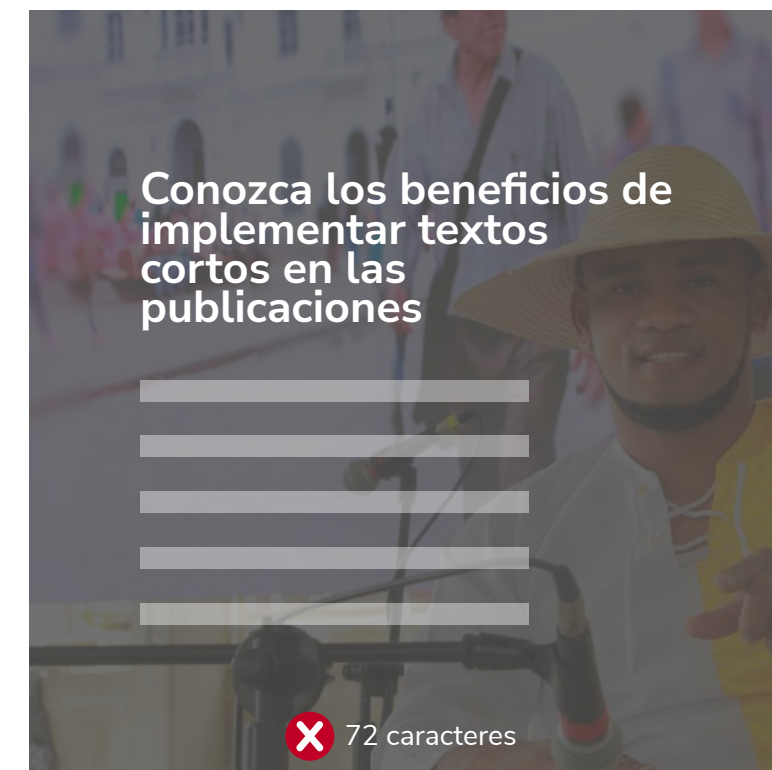 Conozca los beneficios de
implementar textos
cortos en las
publicaciones
72 caracteres